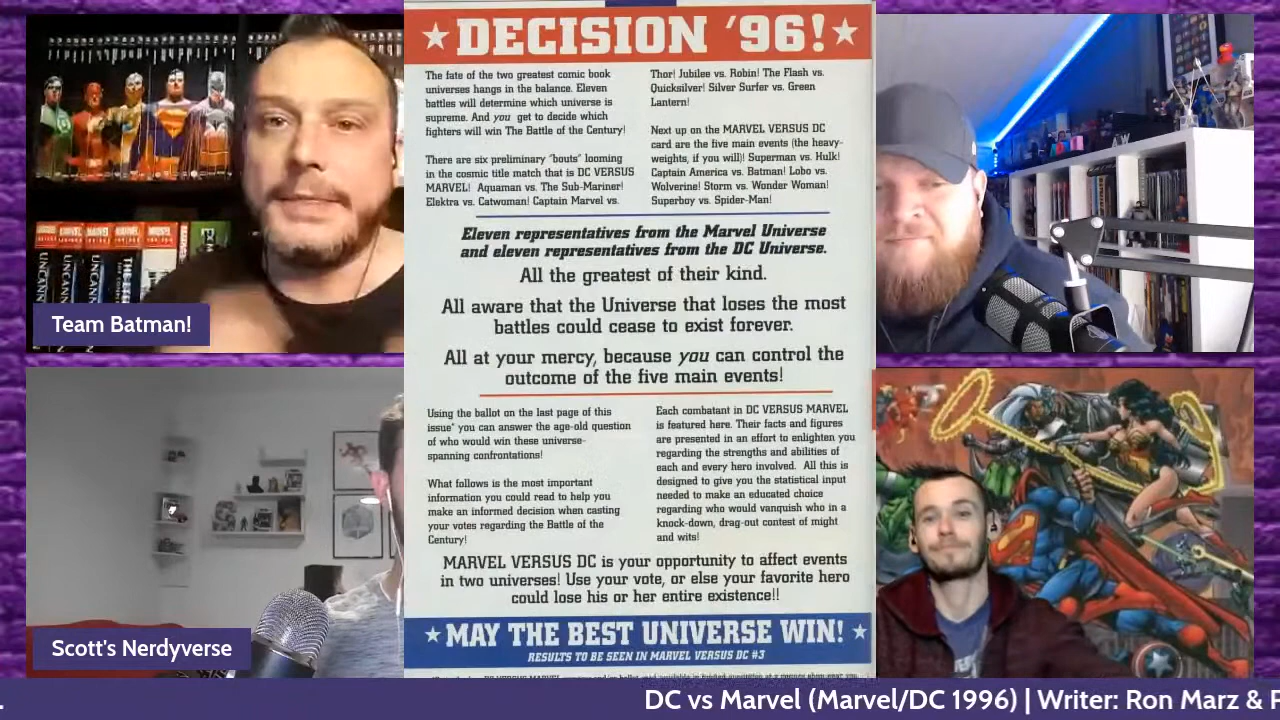 ★ DECISION '96! ★
The fate of the two greatest comic book
universes hangs in the balance. Eleven
battles will determine which universe is
supreme. And you get to decide which
fighters will win The Battle of the Century!
There are six preliminary "bouts" looming
in the cosmic title match that is DC VERSUS
MARVEL! Aquaman vs. The Sub-Mariner!
Elektra vs. Catwoman! Captain Marvel vs.
Thor! Jubilee vs. Robin! The Flash vs.
Quicksilver! Silver Surfer vs. Green
Lantern!
Next up on the MARVEL VERSUS DC
card are the five main events (the heavy-
weights, if you will)! Superman vs. Hulk!
Captain America vs. Batman! Lobo vs.
Wolverine! Storm vs. Wonder Woman!
Superboy vs. Spider-Man!
Eleven representatives from the Marvel Universe
and eleven representatives from the DC Universe.
All the greatest of their kind.
All aware that the Universe that loses the most
battles could cease to exist forever.
All at your mercy, because you can control the
outcome of the five main events!
Using the ballot on the last page of this
issue* you can answer the age-old question
of who would win these universe-
spanning confrontations!
What follows is the most important
information you could read to help you
make an informed decision when casting
your votes regarding the Battle of the
Century!
Each combatant in DC VERSUS MARVEL
is featured here. Their facts and figures
are presented in an effort to enlighten you
regarding the strengths and abilities of
each and every hero involved. All this is
designed to give you the statistical input
needed to make an educated choice
regarding who would vanquish who in a
knock-down, drag-out contest of might
and wits!
MARVEL VERSUS DC is your opportunity to affect events
in two universes! Use your vote, or else your favorite hero
could lose his or her entire existence!!
★ MAY THE BEST UNIVERSE WIN! ★
RESULTS TO BE SEEN IN MARVEL VERSUS DC #3
Team Batman!
UNCANN
UNCANN
Scott's Nerdyverse
. DC vs Marvel (Marvel/DC 1996) | Writer: Ron Marz & P